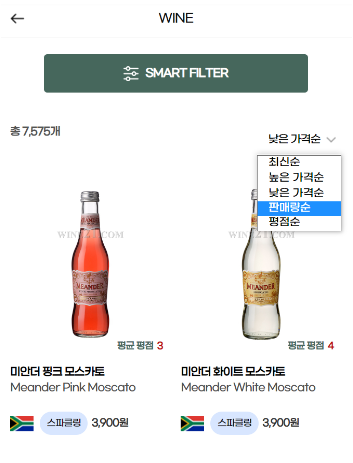 WINE
SMART FILTER
총 7,575개
낮은 가격순
최신순
높은 가격순
낮은 가격순
판매량순
평점순
WINE21.COM
MEANDER
MEANDER
평균 평점 3
평균 평점 4
미안더 핑크 모스카토
Meander Pink Moscato
미안더 화이트 모스카토
Meander White Moscato
스파클링 3,900원
스파클링 3,900원